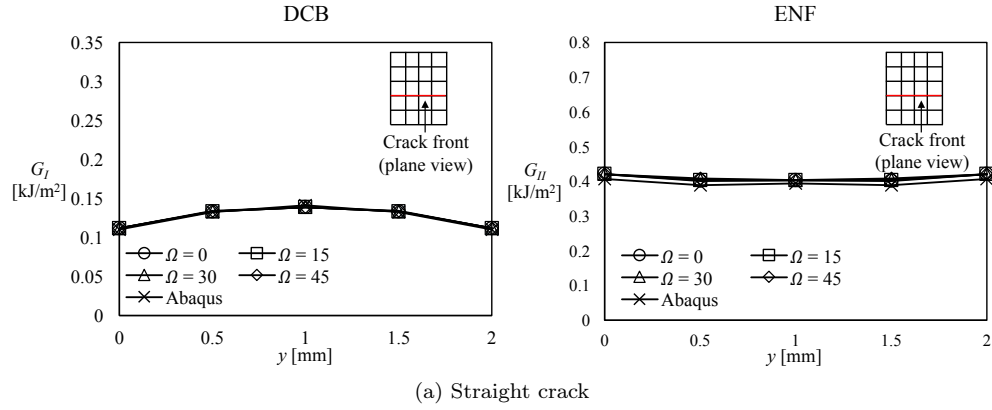 DCB
0.35
0.3
0.25
0.2
0.15
0.1
0.05
0
G_I
[kJ/m²]
Crack front
(plane view)
Ω = 0
Ω = 15
Ω = 30
Ω = 45
Abaqus
0 0.5 1 1.5 2
y [mm]
ENF
0.8
0.7
0.6
0.5
0.4
0.3
0.2
0.1
0
G_II
[kJ/m²]
Crack front
(plane view)
Ω = 0
Ω = 15
Ω = 30
Ω = 45
Abaqus
0 0.5 1 1.5 2
y [mm]
(a) Straight crack